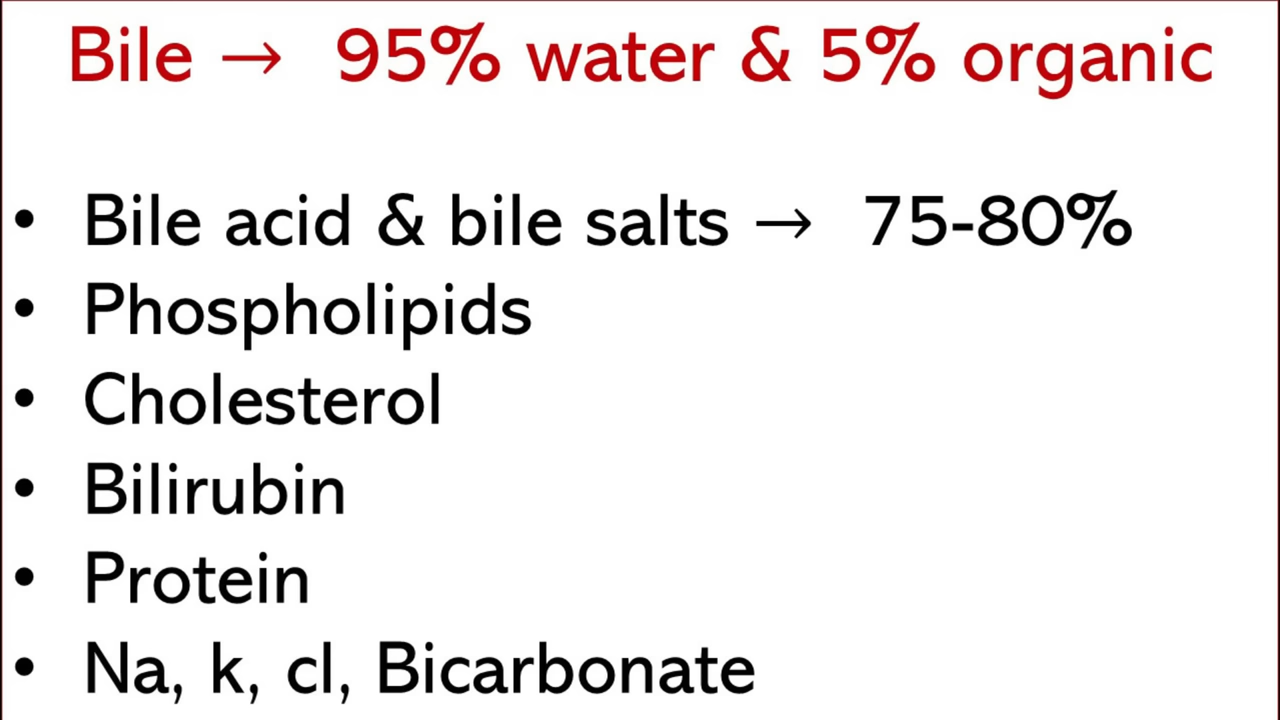 Bile → 95% water & 5% organic
• Bile acid & bile salts → 75-80%
• Phospholipids
• Cholesterol
• Bilirubin
• Protein
• Na, k, cl, Bicarbonate